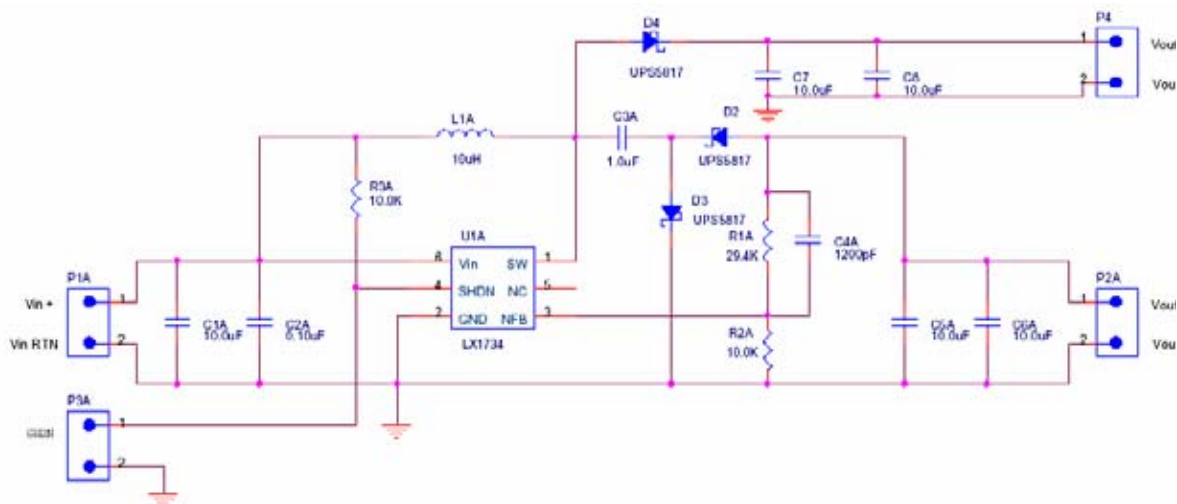 D4
UPS5817
P4
1
Vout
2
Vou
C7
10.0uF
10.0uF
L1A
10uH
C3A
1.0uF
D2
UPS5817
R3A
10.0K
D3
UPS5817
R1A
29.4K
C4A
1200pF
U1A
6 Vin SW 1
4 SHDN NC 5
2 GND NFB 3
LX1734
P1A
Vin +
1
Vin RTN
2
C1A
10.0uF
C2A
0.10uF
R2A
10.0K
C5A
10.0uF
C6A
10.0uF
P2A
1
Vout
2
Vou
P3A
1
2